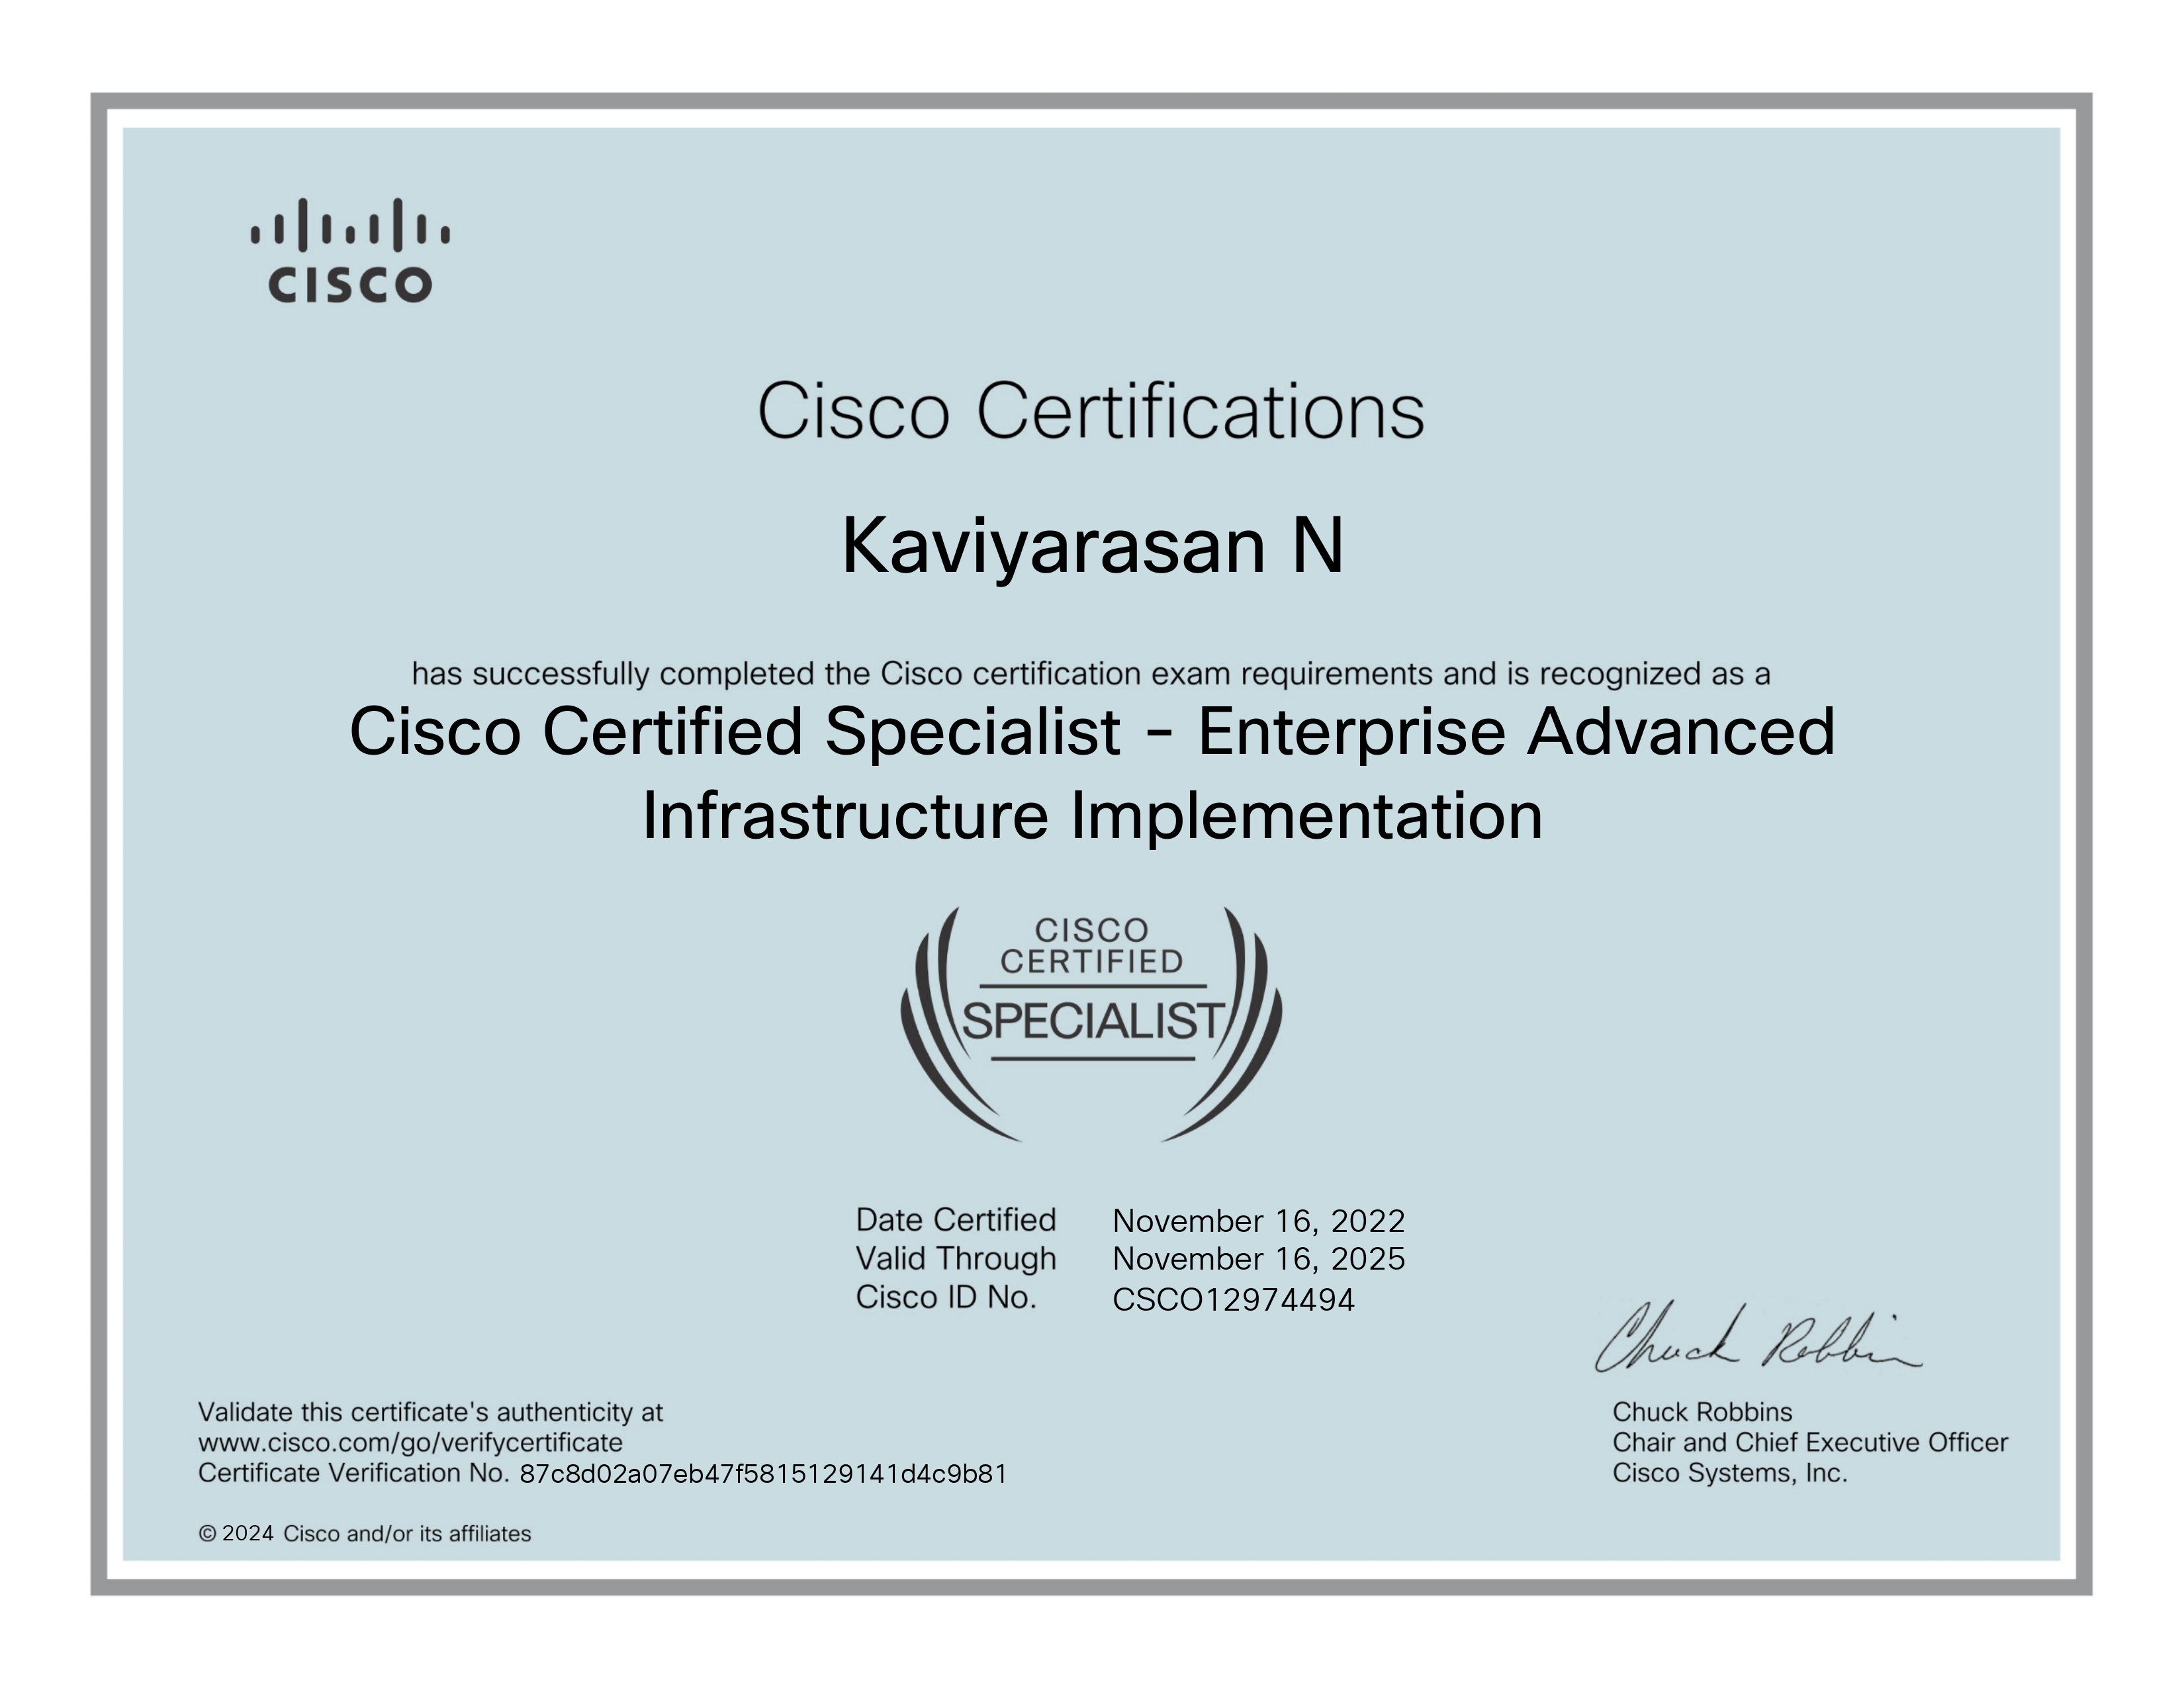 CISCO
Cisco Certifications
Kaviyarasan N
has successfully completed the Cisco certification exam requirements and is recognized as a
Cisco Certified Specialist - Enterprise Advanced
Infrastructure Implementation
CISCO
CERTIFIED
SPECIALIST
Date Certified November 16, 2022
Valid Through November 16, 2025
Cisco ID No. CSCO12974494
Chuck Robbins
Validate this certificate's authenticity at
www.cisco.com/go/verifycertificate
Certificate Verification No. 87c8d02a07eb47f5815129141d4c9b81
Chuck Robbins
Chair and Chief Executive Officer
Cisco Systems, Inc.
© 2024 Cisco and/or its affiliates